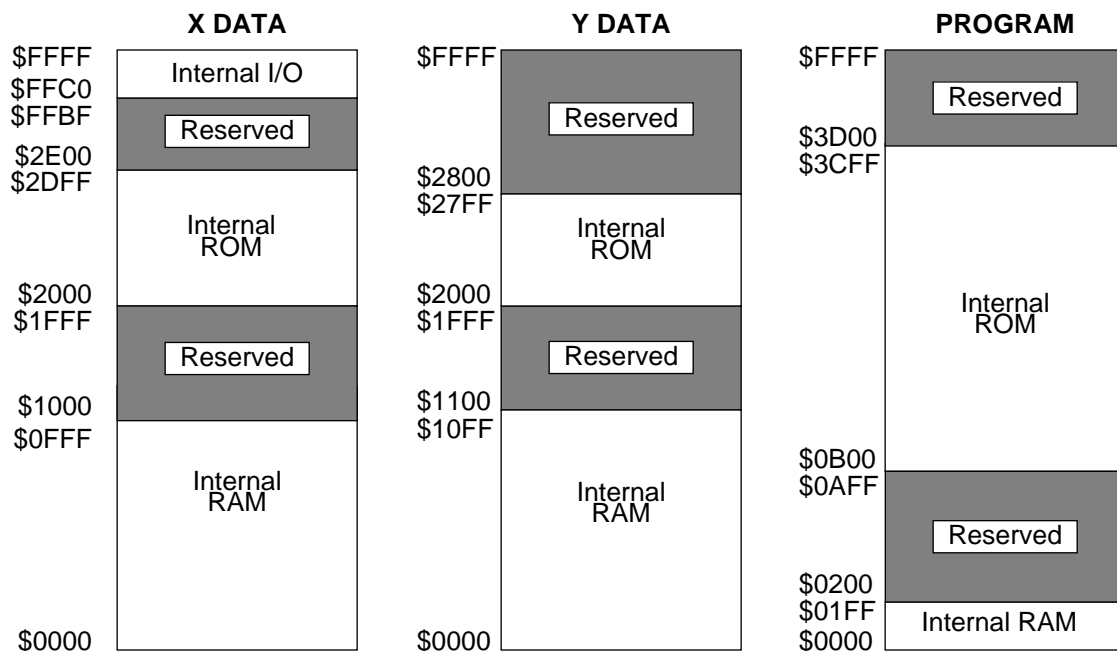 X DATA
$FFFF
Internal I/O
$FFC0
$FFBF
Reserved
$2E00
$2DFF
Internal
ROM
$2000
$1FFF
Reserved
$1000
$0FFF
Internal
RAM
$0000
Y DATA
$FFFF
Reserved
$2800
$27FF
Internal
ROM
$2000
$1FFF
Reserved
$1100
$10FF
Internal
RAM
$0000
PROGRAM
$FFFF
Reserved
$3D00
$3CFF
Internal
ROM
$0B00
$0AFF
Reserved
$0200
$01FF
Internal RAM
$0000